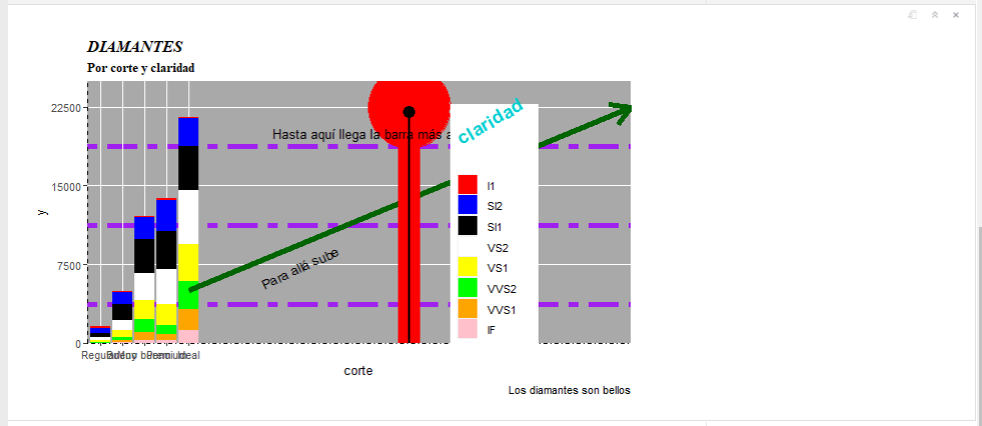 DIAMANTES
Por corte y claridad
22500
15000
7500
0
y
Hasta aquí llega la barra más a
claridad
I1
SI2
SI1
VS2
VS1
VVS2
VVS1
IF
Para allá sube
Regular Bueno Muy bueno Premium Ideal
corte
Los diamantes son bellos